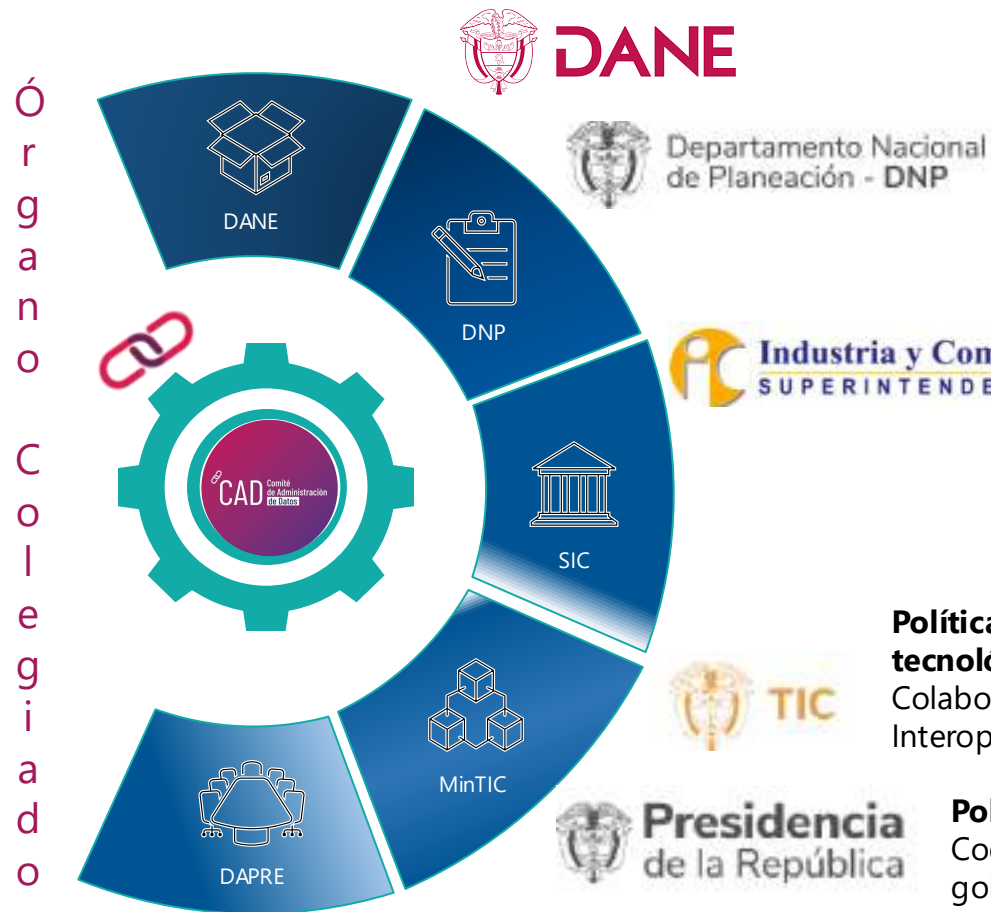 Órgano Colegiado
DANE
DANE
Departamento Nacional
de Planeación - DNP
DNP
Industria y Com
SUPERINTENDE
CAD Comité
de Administración
de Datos
SIC
Política
tecnoló
Colabo
Interop
TIC
MinTIC
Presidencia
de la República
Pol
Coo
gol
DAPRE